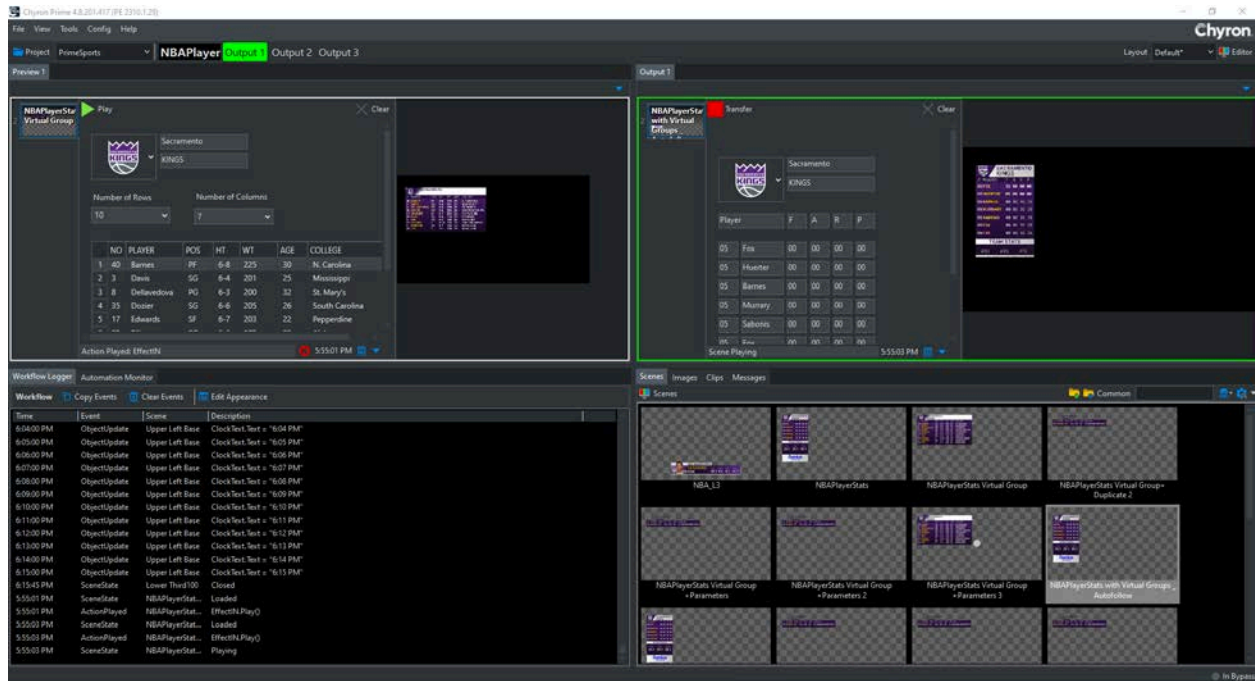 Chyron Prime 4.8.201.417 (PE 2310.1.29)
File View Tools Config Help
Chyron
Project PrimeSports NBAPlayer Output 1 Output 2 Output 3 Layout Default* Editor
Preview 1
NBAPlayerStat
Virtual Group
2
Play Clear
KINGS
Sacramento
KINGS
Number of Rows Number of Columns
10 7
NO PLAYER POS HT WT AGE COLLEGE
1 40 Barnes PF 6-8 225 30 N. Carolina
2 3 Davis SG 6-4 201 25 Mississippi
3 8 Dellavedova PG 6-3 200 32 St. Mary's
4 35 Dozier SG 6-6 205 26 South Carolina
5 17 Edwards SF 6-7 203 22 Pepperdine
Action Played: EffectIN 5:55:01 PM
Output 1
NBAPlayerStat
with Virtual
Groups _
2
Transfer Clear
KINGS
Sacramento
KINGS
Player F A R P
05 Fox 00 00 00 00
05 Huerter 00 00 00 00
05 Barnes 00 00 00 00
05 Murrary 00 00 00 00
05 Sabonis 00 00 00 00
05 Fox 00 00 00 00
Scene Playing 5:55:03 PM
SACRAMENTO
KINGS
TEAM STATS
Workflow Logger Automation Monitor
Workflow Copy Events Clear Events Edit Appearance
Time Event Scene Description
6:04:00 PM ObjectUpdate Upper Left Base ClockText.Text = "6:04 PM"
6:05:00 PM ObjectUpdate Upper Left Base ClockText.Text = "6:05 PM"
6:06:00 PM ObjectUpdate Upper Left Base ClockText.Text = "6:06 PM"
6:07:00 PM ObjectUpdate Upper Left Base ClockText.Text = "6:07 PM"
6:08:00 PM ObjectUpdate Upper Left Base ClockText.Text = "6:08 PM"
6:09:00 PM ObjectUpdate Upper Left Base ClockText.Text = "6:09 PM"
6:10:00 PM ObjectUpdate Upper Left Base ClockText.Text = "6:10 PM"
6:11:00 PM ObjectUpdate Upper Left Base ClockText.Text = "6:11 PM"
6:12:00 PM ObjectUpdate Upper Left Base ClockText.Text = "6:12 PM"
6:13:00 PM ObjectUpdate Upper Left Base ClockText.Text = "6:13 PM"
6:14:00 PM ObjectUpdate Upper Left Base ClockText.Text = "6:14 PM"
6:15:00 PM ObjectUpdate Upper Left Base ClockText.Text = "6:15 PM"
6:15:45 PM SceneState Lower Third100 Closed
5:55:01 PM SceneState NBAPlayerStat... Loaded
5:55:01 PM ActionPlayed NBAPlayerStat... EffectIN.Play()
5:55:03 PM SceneState NBAPlayerStat... Loaded
5:55:03 PM ActionPlayed NBAPlayerStat... EffectIN.Play()
5:55:03 PM SceneState NBAPlayerStat... Playing
Scenes Images Clips Messages
Scenes Common
NBA_L3 NBAPlayerStats NBAPlayerStats Virtual Group NBAPlayerStats Virtual Group+
Duplicate 2
NBAPlayerStats Virtual Group
+Parameters
NBAPlayerStats Virtual Group
+Parameters 2
NBAPlayerStats Virtual Group
+Parameters 3
NBAPlayerStats with Virtual Groups _
Autofollow
In Bypass